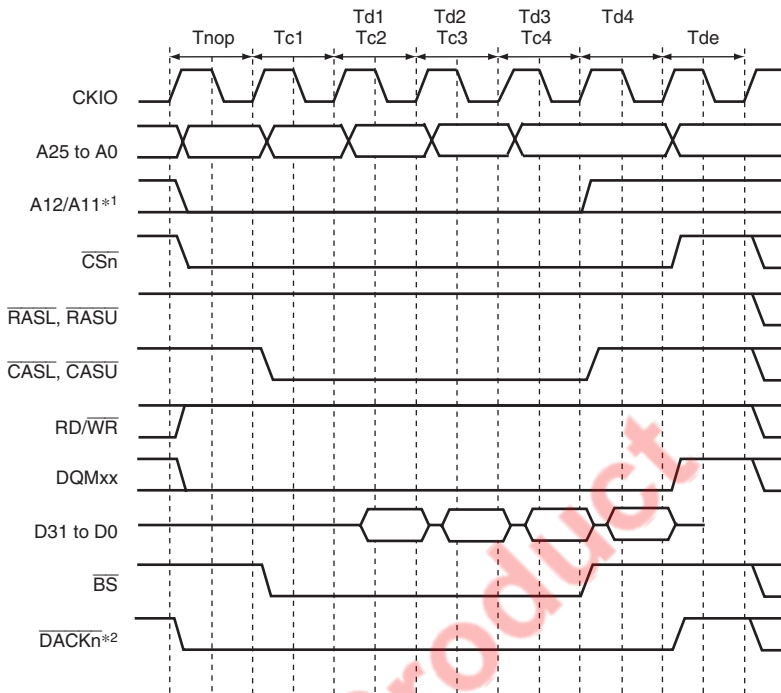 Td1 Td2 Td3 Td4
Tnop Tc1 Tc2 Tc3 Tc4 Tde
CKIO
A25 to A0
A12/A11*1
CSn
RASL, RASU
CASL, CASU
RD/WR
DQMxx
D31 to D0
BS
DACKn*2
Product